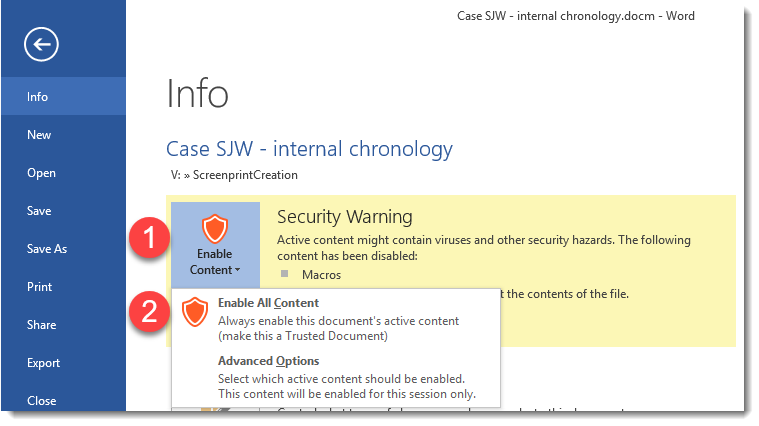 Case SJW - internal chronology.docm - Word
Info
New
Open
Save
Save As
Print
Share
Export
Close
Info
Case SJW - internal chronology
V: » ScreenprintCreation
1
Enable
Content
Security Warning
Active content might contain viruses and other security hazards. The following
content has been disabled:
Macros
t the contents of the file.
2
Enable All Content
Always enable this document's active content
(make this a Trusted Document)
Advanced Options
Select which active content should be enabled.
This content will be enabled for this session only.